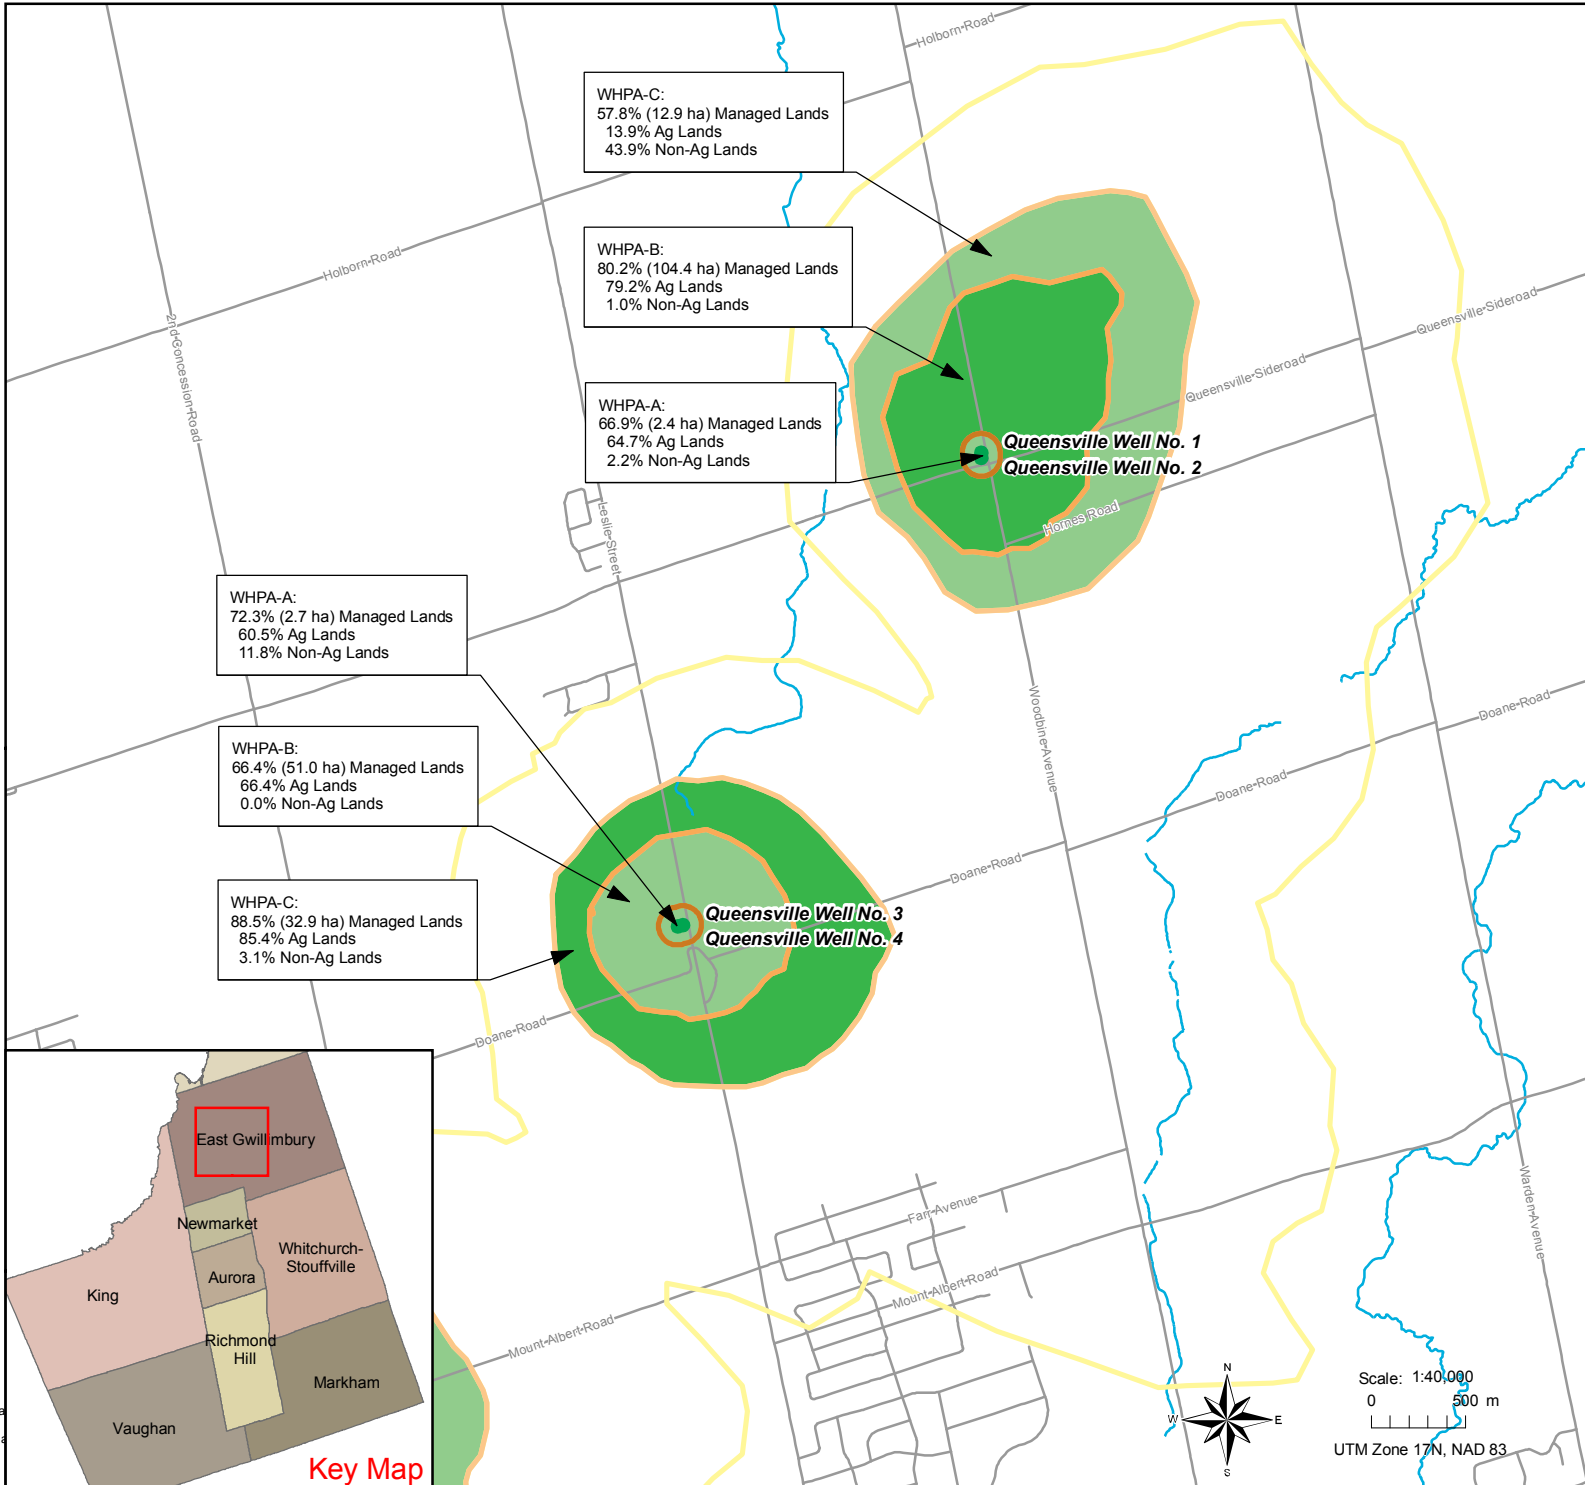 Holborn Road
WHPA-C:
57.8% (12.9 ha) Managed Lands
13.9% Ag Lands
43.9% Non-Ag Lands
WHPA-B:
80.2% (104.4 ha) Managed Lands
79.2% Ag Lands
1.0% Non-Ag Lands
Holborn Road
Queensville Sideroad
2nd Concession Road
Queensville Sideroad
WHPA-A:
66.9% (2.4 ha) Managed Lands
64.7% Ag Lands
2.2% Non-Ag Lands
Queensville Well No. 1
Queensville Well No. 2
Leslie Street
Homes Road
WHPA-A:
72.3% (2.7 ha) Managed Lands
60.5% Ag Lands
11.8% Non-Ag Lands
Woodbine Avenue
Doane Road
WHPA-B:
66.4% (51.0 ha) Managed Lands
66.4% Ag Lands
0.0% Non-Ag Lands
Doane Road
Doane Road
WHPA-C:
88.5% (32.9 ha) Managed Lands
85.4% Ag Lands
3.1% Non-Ag Lands
Queensville Well No. 3
Queensville Well No. 4
Doane Road
East Gwillimbury
Newmarket
Whitchurch-
Stouffville
Aurora
King
Richmond
Hill
Markham
Vaughan
Key Map
Farr Avenue
Warden Avenue
Mount Albert Road
Mount Albert Road
N
W
E
S
Scale: 1:40,000
0 500 m
UTM Zone 17N, NAD 83